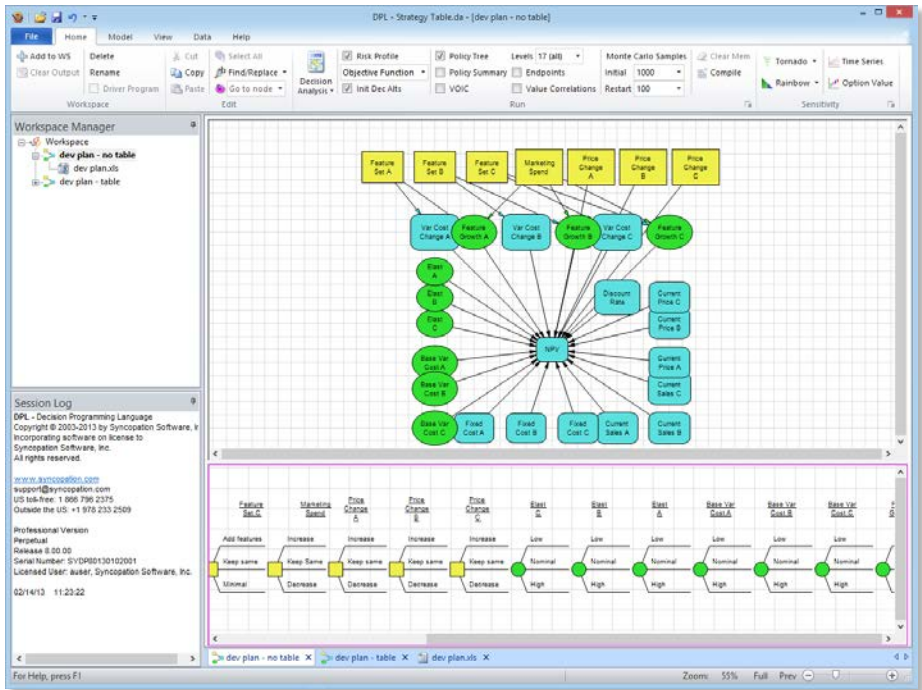 DPL - Strategy Table.da - [dev plan - no table]
File Home Model View Data Help
Add to WS Delete Cut Select All Risk Profile Policy Tree Levels 17 (all) Monte Carlo Samples Clear Mem Tornado Time Series
Clear Output Rename Copy Find/Replace Decision Analysis Objective Function Policy Summary Endpoints Initial 1000 Compile Rainbow Option Value
Driver Program Paste Go to node Init Dec Alts VOIC Value Correlations Restart 100
Workspace Edit Run Sensitivity
Workspace Manager
Workspace
dev plan - no table
dev plan.xls
dev plan - table
Feature Set A
Feature Set B
Feature Set C
Marketing Spend
Price Change A
Price Change B
Price Change C
Var Cost Change A
Feature Growth A
Var Cost Change B
Feature Growth B
Var Cost Change C
Feature Growth C
Elast A
Elast B
Elast C
Discount Rate
Current Price C
Current Price B
NPV
Base Var Cost A
Base Var Cost B
Current Price A
Current Sales C
Base Var Cost C
Fixed Cost A
Fixed Cost B
Fixed Cost C
Current Sales A
Current Sales B
Session Log
DPL - Decision Programming Language
Copyright © 2003-2013 by Syncopation Software, Ir
Incorporating software on license to
Syncopation Software, Inc.
All rights reserved.
www.syncopation.com
support@syncopation.com
US toll-free: 1 866 796 2375
Outside the US: +1 978 233 2509
Professional Version
Perpetual
Release 8.00.00
Serial Number: SVDP80130102001
Licensed User: auser, Syncopation Software, Inc.
02/14/13 11:23:22
Feature Set C
Marketing Spend
Price Change A
Price Change B
Price Change C
Elast C
Elast B
Elast A
Base Var Cost A
Base Var Cost B
Base Var Cost C
Add features Increase Increase Increase Increase Low Low Low Low Low Low
Keep same Keep Same Keep same Keep same Keep same Nominal Nominal Nominal Nominal Nominal Nominal
Minimal Decrease Decrease Decrease Decrease High High High High High High
dev plan - no table dev plan - table dev plan.xls
For Help, press F1 Zoom: 55% Full Prev